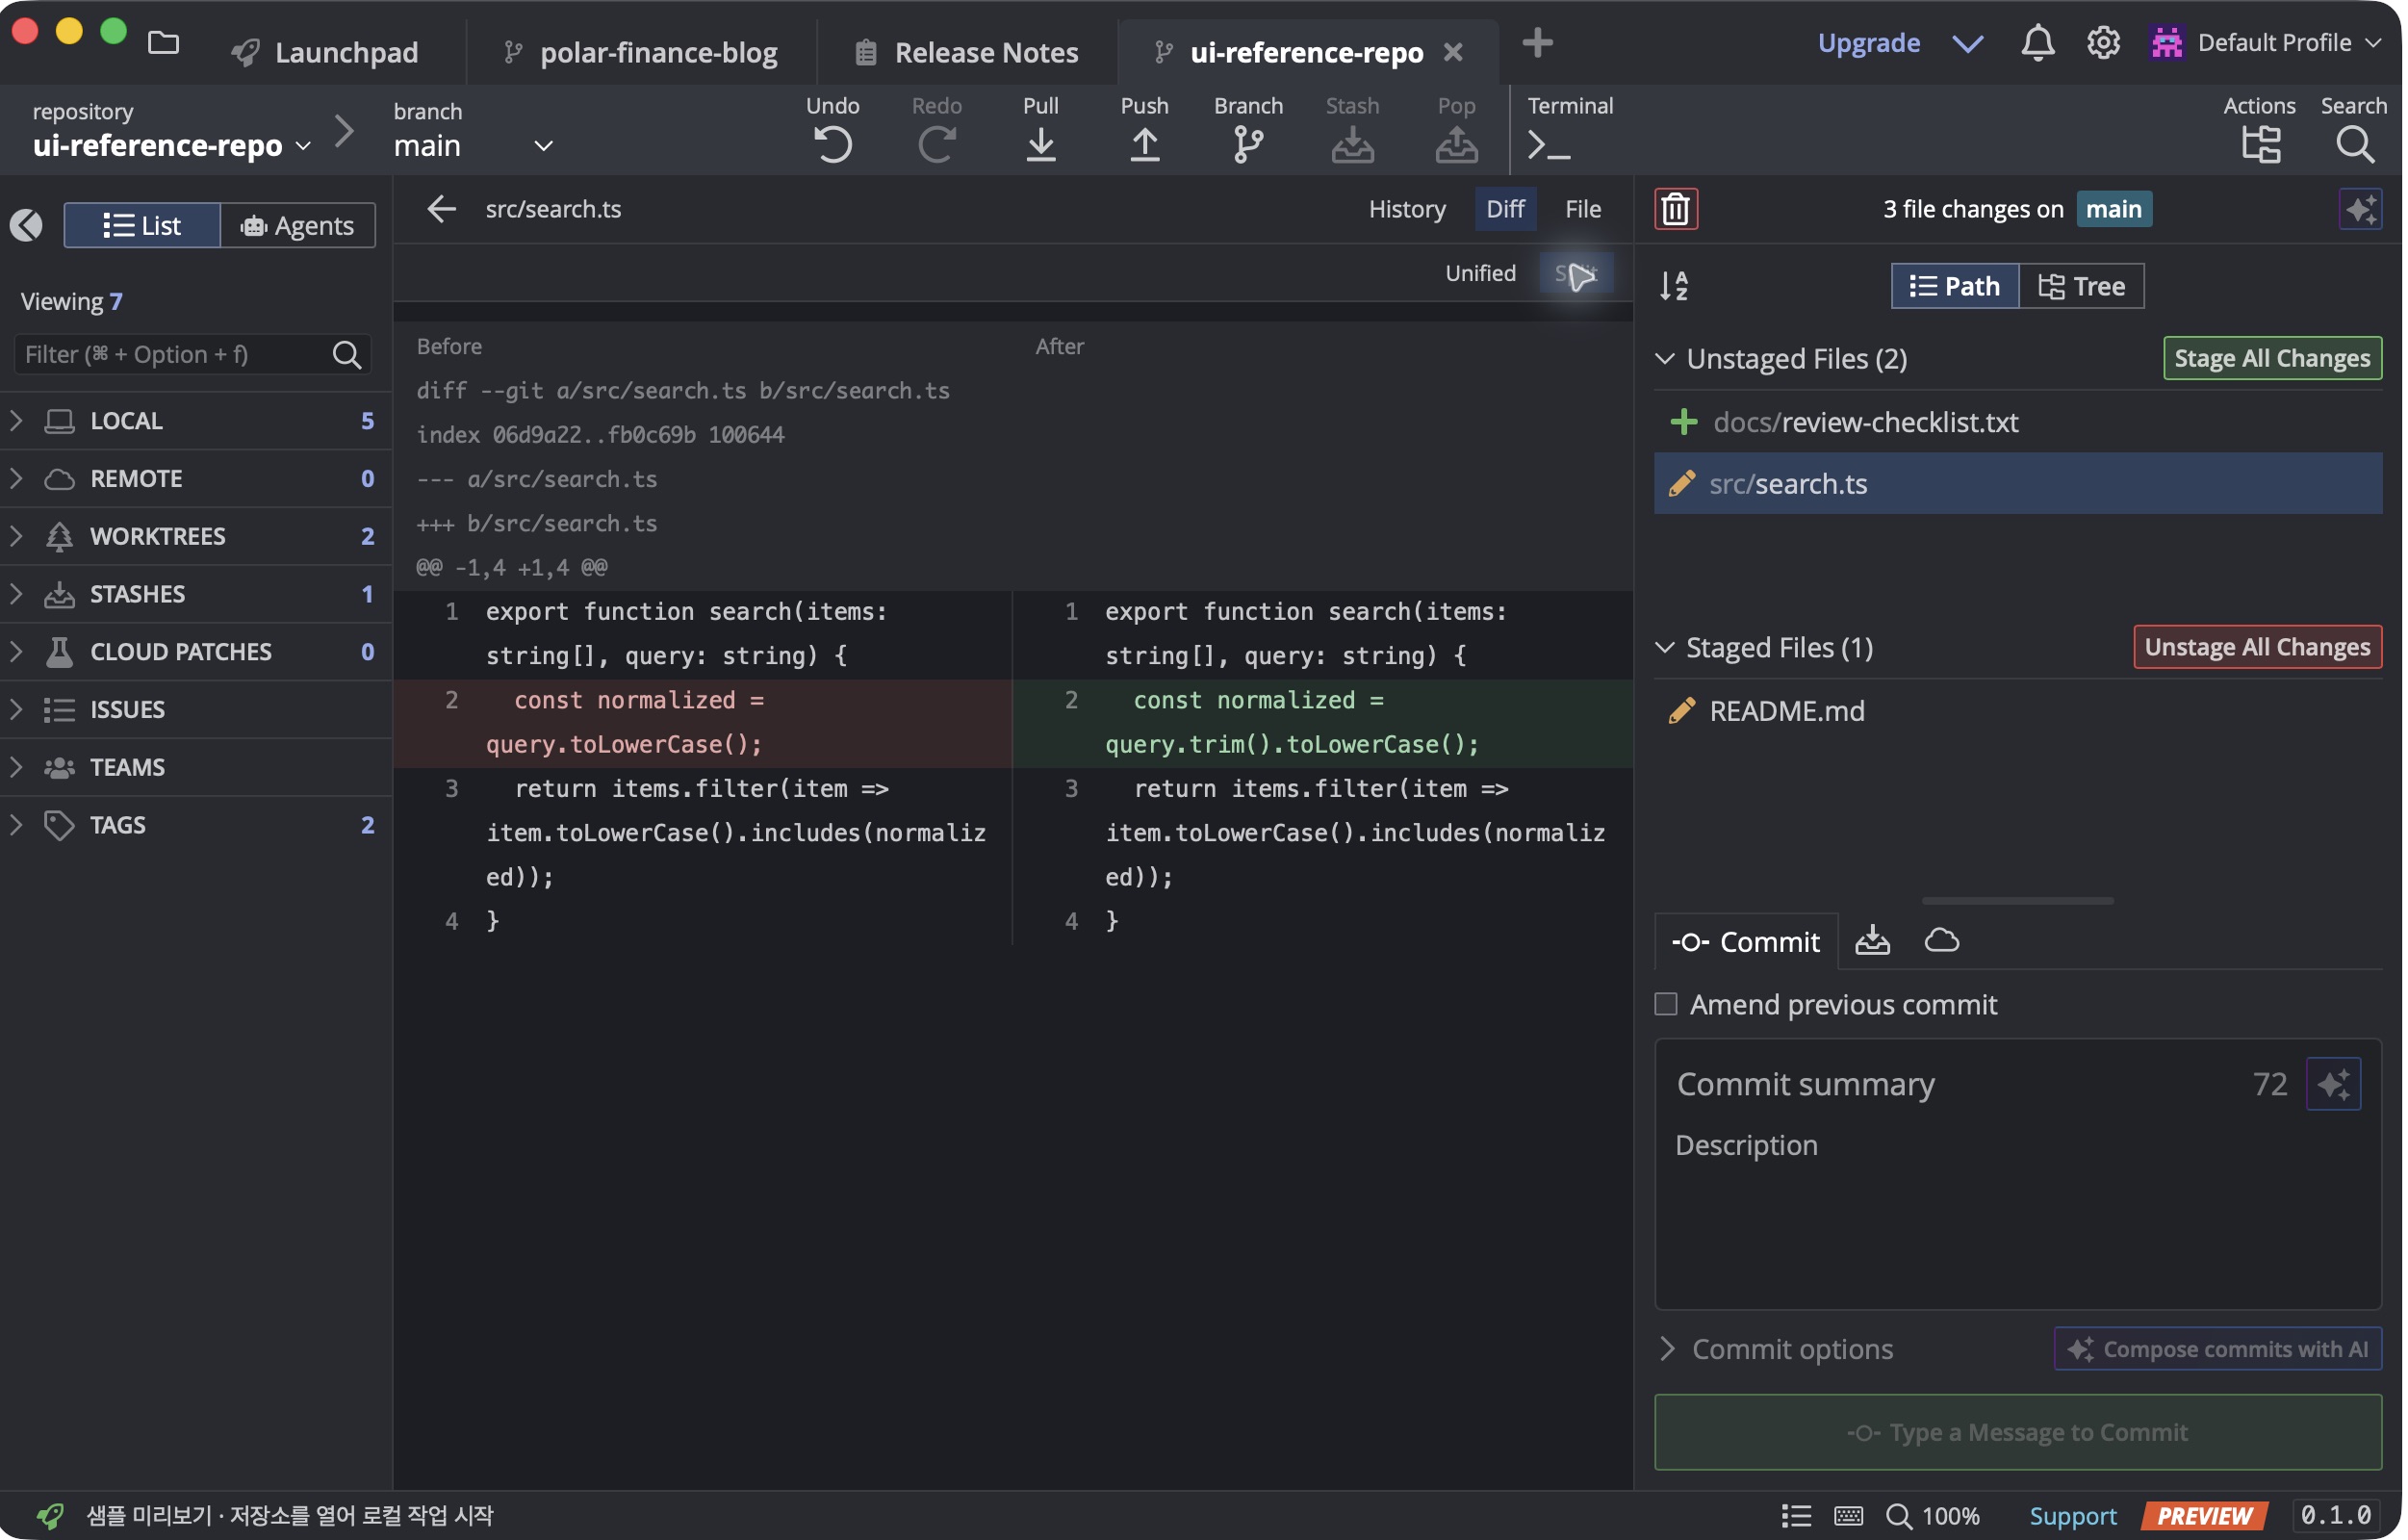 Launchpad
polar-finance-blog
Release Notes
ui-reference-repo
Upgrade
Default Profile
repository
ui-reference-repo
branch
main
Undo
Redo
Pull
Push
Branch
Stash
Pop
Terminal
Actions
Search
List
Agents
Viewing 7
Filter (⌘ + Option + f)
LOCAL 5
REMOTE 0
WORKTREES 2
STASHES 1
CLOUD PATCHES 0
ISSUES
TEAMS
TAGS 2
src/search.ts
History
Diff
File
Unified
Before
diff --git a/src/search.ts b/src/search.ts
index 06d9a22..fb0c69b 100644
--- a/src/search.ts
+++ b/src/search.ts
@@ -1,4 +1,4 @@
1 export function search(items:
string[], query: string) {
2 const normalized =
query.toLowerCase();
3 return items.filter(item =>
item.toLowerCase().includes(normaliz
ed));
4 }
After
1 export function search(items:
string[], query: string) {
2 const normalized =
query.trim().toLowerCase();
3 return items.filter(item =>
item.toLowerCase().includes(normaliz
ed));
4 }
3 file changes on main
Path
Tree
Unstaged Files (2)
Stage All Changes
docs/review-checklist.txt
src/search.ts
Staged Files (1)
Unstage All Changes
README.md
Commit
Amend previous commit
Commit summary
72
Description
Commit options
Compose commits with AI
Type a Message to Commit
샘플 미리보기 · 저장소를 열어 로컬 작업 시작
100%
Support
PREVIEW
0.1.0